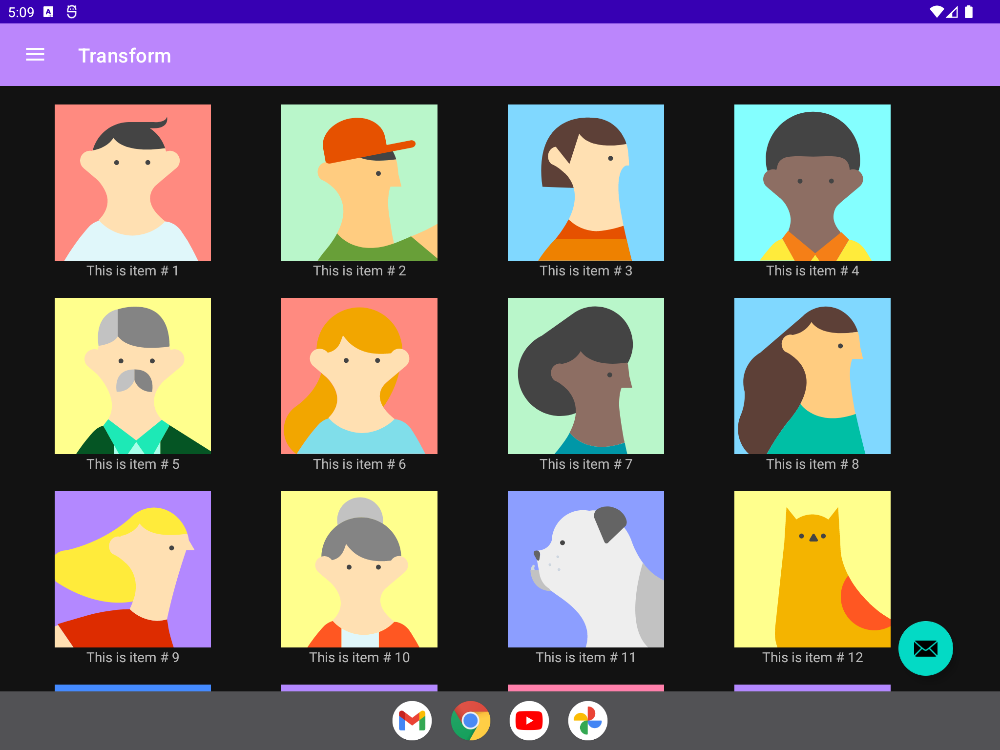 5:09
Transform
This is item # 1
This is item # 2
This is item # 3
This is item # 4
This is item # 5
This is item # 6
This is item # 7
This is item # 8
This is item # 9
This is item # 10
This is item # 11
This is item # 12